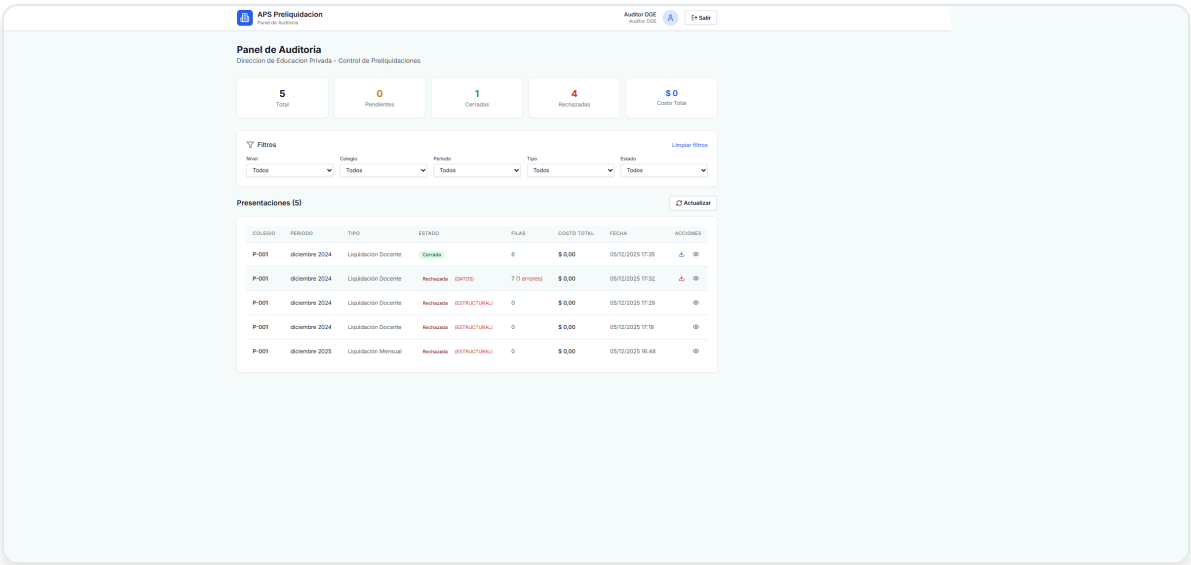 APS Preliquidacion
Panel de Auditoria
Auditor DGE
Auditor DGE
Salir
Panel de Auditoria
Direccion de Educacion Privada - Control de Preliquidaciones
5
Total
0
Pendientes
1
Cerradas
4
Rechazadas
$ 0
Costo Total
Filtros
Limpiar filtros
Nivel
Colegio
Periodo
Tipo
Estado
Todos
Todos
Todos
Todos
Todos
Presentaciones (5)
Actualizar
COLEGIO PERIODO TIPO ESTADO FILAS COSTO TOTAL FECHA ACCIONES
P-001 diciembre 2024 Liquidación Docente Cerrada 6 $ 0,00 05/12/2025 17:35
P-001 diciembre 2024 Liquidación Docente Rechazada (DATOS) 7 (1 errores) $ 0,00 05/12/2025 17:32
P-001 diciembre 2024 Liquidación Docente Rechazada (ESTRUCTURAL) 0 $ 0,00 05/12/2025 17:29
P-001 diciembre 2024 Liquidación Docente Rechazada (ESTRUCTURAL) 0 $ 0,00 05/12/2025 17:18
P-001 diciembre 2025 Liquidación Mensual Rechazada (ESTRUCTURAL) 0 $ 0,00 05/12/2025 16:48